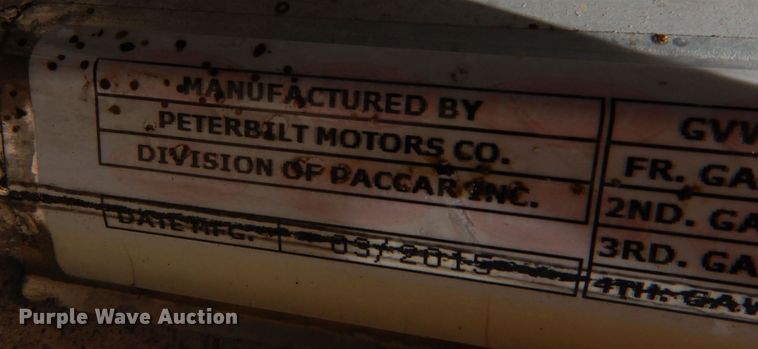 MANUFACTURED BY
PETERBILT MOTORS CO.
DIVISION OF PACCAR INC.
DATE MFG. 03/2015
GVW
FR. GA
2ND. GA
3RD. GA
4TH. GAW
Purple Wave Auction